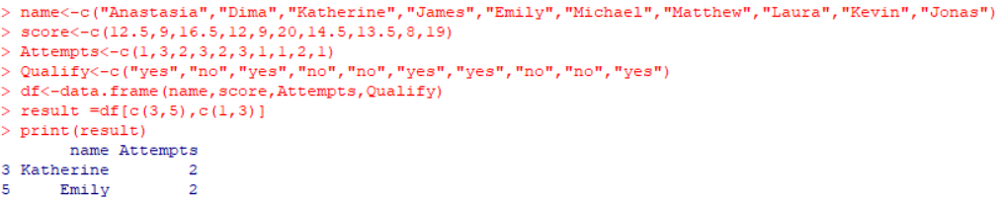 > name<-c("Anastasia","Dima","Katherine","James","Emily","Michael","Matthew","Laura","Kevin","Jonas")
> score<-c(12.5,9,16.5,12,9,20,14.5,13.5,8,19)
> Attempts<-c(1,3,2,3,2,3,1,1,2,1)
> Qualify<-c("yes","no","yes","no","no","yes","yes","no","no","yes")
> df<-data.frame(name,score,Attempts,Qualify)
> result =df[c(3,5),c(1,3)]
> print(result)
       name Attempts
3 Katherine        2
5     Emily        2